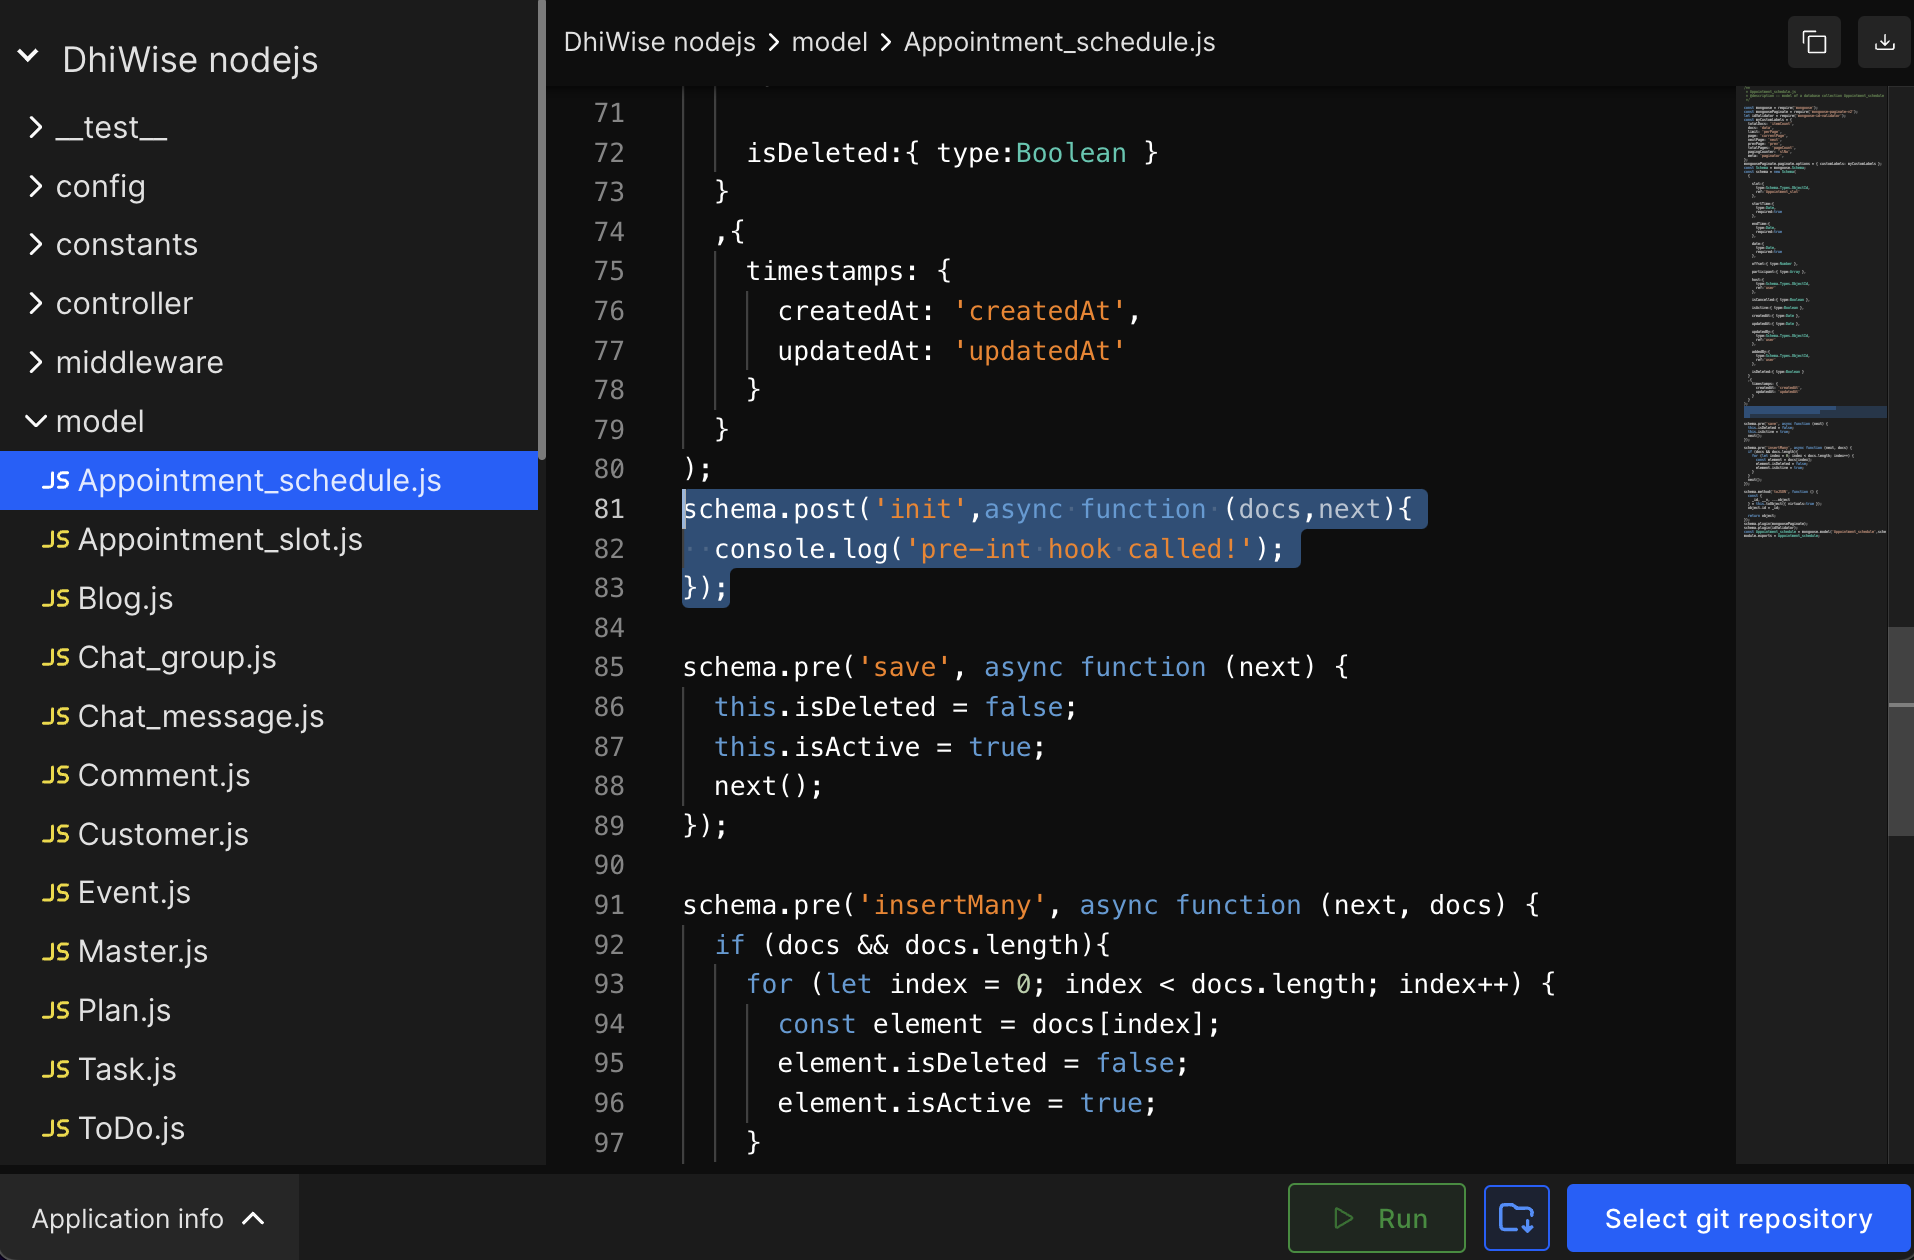 DhiWise nodejs
__test__
config
constants
controller
middleware
model
JS Appointment_schedule.js
JS Appointment_slot.js
JS Blog.js
JS Chat_group.js
JS Chat_message.js
JS Comment.js
JS Customer.js
JS Event.js
JS Master.js
JS Plan.js
JS Task.js
JS ToDo.js
DhiWise nodejs > model > Appointment_schedule.js
71
72 isDeleted:{ type:Boolean }
73 }
74 ,{
75 timestamps: {
76 createdAt: 'createdAt',
77 updatedAt: 'updatedAt'
78 }
79 }
80 );
81 schema.post('init',async function (docs,next){
82 console.log('pre-int hook called!');
83 });
84
85 schema.pre('save', async function (next) {
86 this.isDeleted = false;
87 this.isActive = true;
88 next();
89 });
90
91 schema.pre('insertMany', async function (next, docs) {
92 if (docs && docs.length){
93 for (let index = 0; index < docs.length; index++) {
94 const element = docs[index];
95 element.isDeleted = false;
96 element.isActive = true;
97 }
Application info
Run
Select git repository